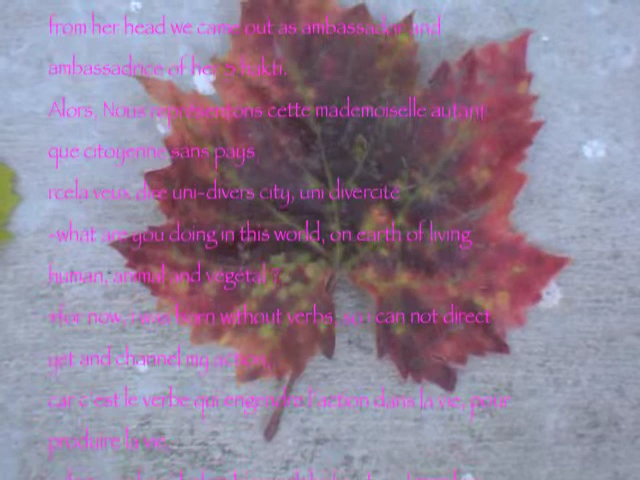 from her head we came out as ambassador and
ambassadrice of her Shakti.
Alors, Nous représentons cette mademoiselle autant
que citoyenne sans pays
rcela veux dire uni-divers city, uni divercité
-what are you doing in this world, on earth of living
human, animal and vegétal ?
for now, i was born without verbs, so i can not direct
yet and channel my action,
car c'est le verbe qui engendre l'action dans la vie, pour
produire la vie,